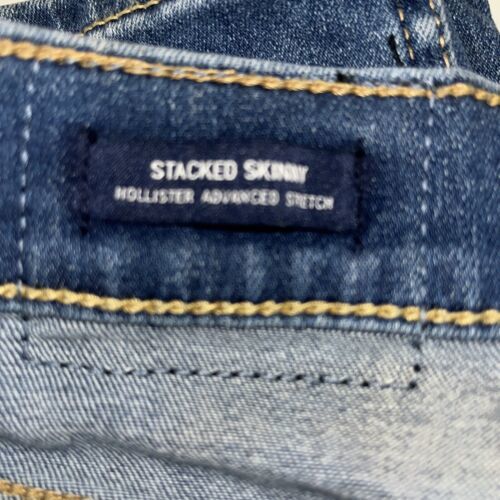 STACKED SKINNY
HOLLISTER ADVANCED STRETCH